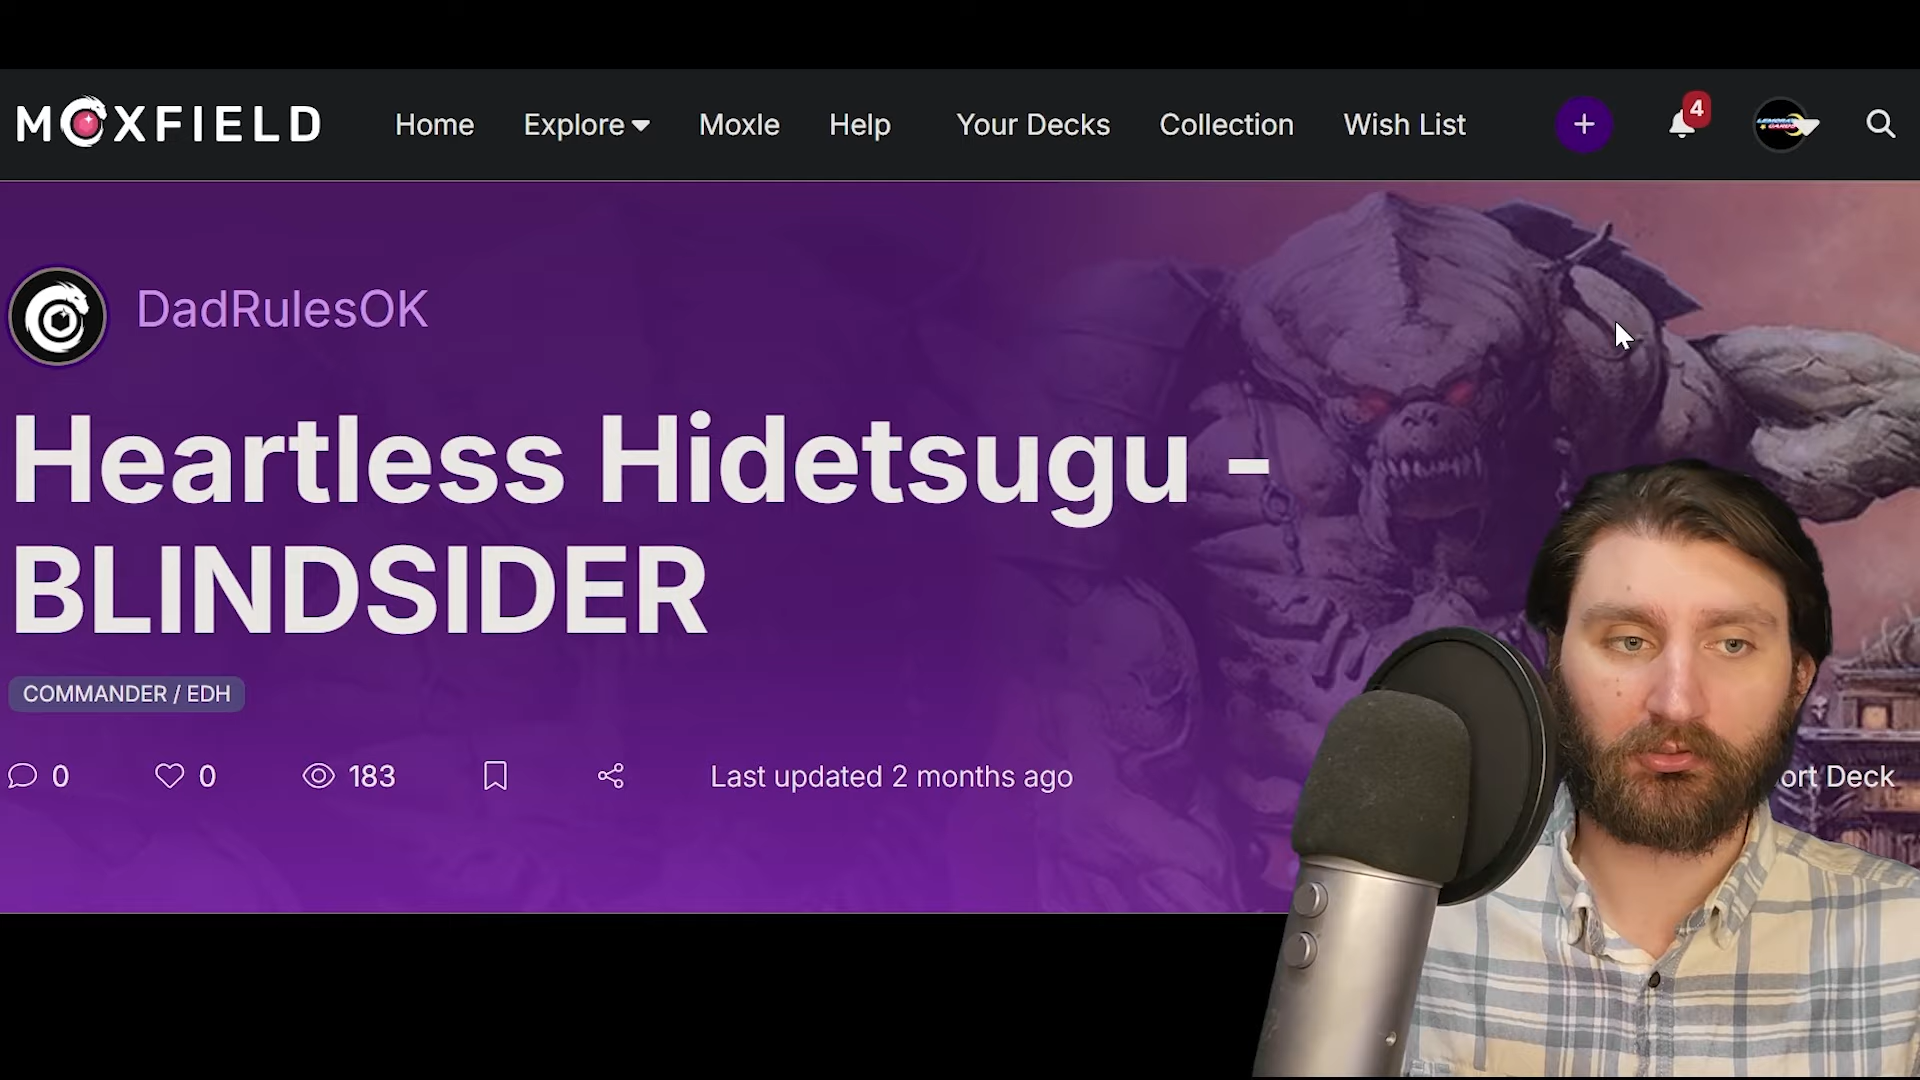 MOXFIELD Home Explore Moxle Help Your Decks Collection Wish List + 4
DadRulesOK
Heartless Hidetsugu -
BLINDSIDER
COMMANDER / EDH
0 0 183 Last updated 2 months ago ort Deck